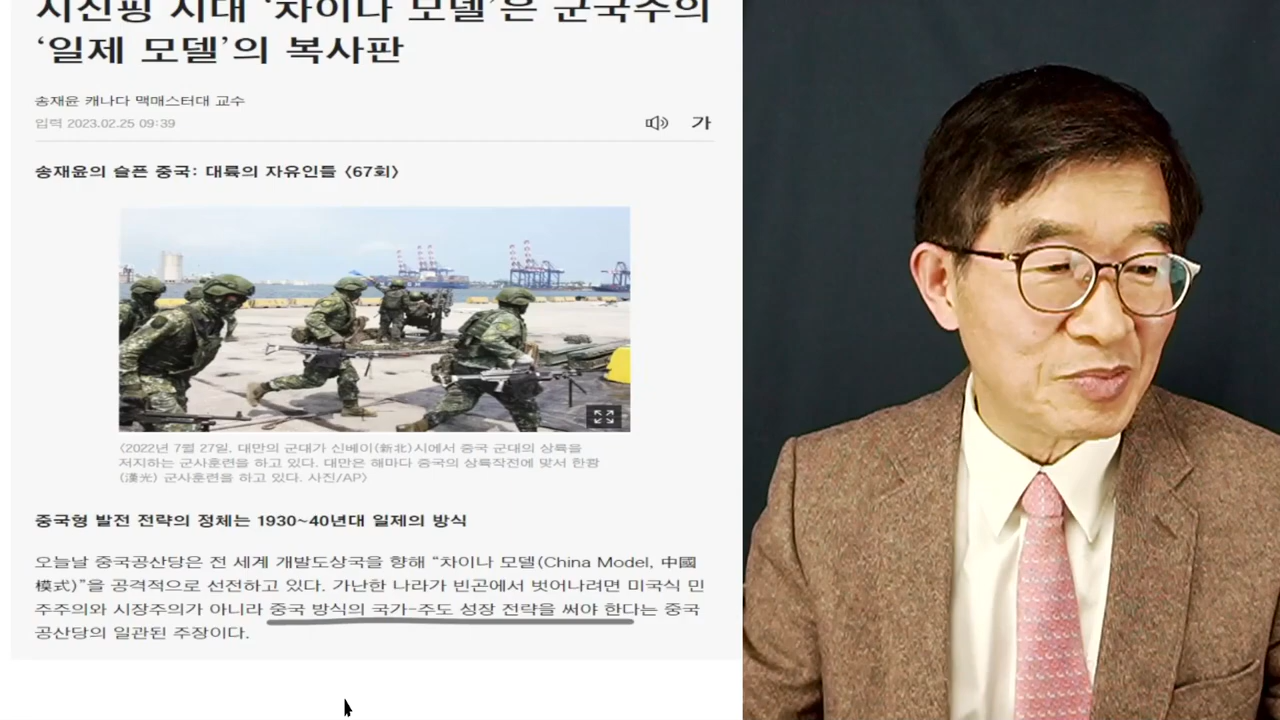 시진핑 시대 ‘차이나 모델’은 군국주의
‘일제 모델’의 복사판
송재윤 캐나다 맥매스터대 교수
입력 2023.02.25 09:39
가
송재윤의 슬픈 중국: 대륙의 자유인들 <67회>
<2022년 7월 27일, 대만의 군대가 신베이(新北)시에서 중국 군대의 상륙을
저지하는 군사훈련을 하고 있다. 대만은 해마다 중국의 상륙작전에 맞서 한광
(漢光) 군사훈련을 하고 있다. 사진/AP>
중국형 발전 전략의 정체는 1930~40년대 일제의 방식
오늘날 중국공산당은 전 세계 개발도상국을 향해 “차이나 모델(China Model, 中國
模式)”을 공격적으로 선전하고 있다. 가난한 나라가 빈곤에서 벗어나려면 미국식 민
주주의와 시장주의가 아니라 중국 방식의 국가-주도 성장 전략을 써야 한다는 중국
공산당의 일관된 주장이다.